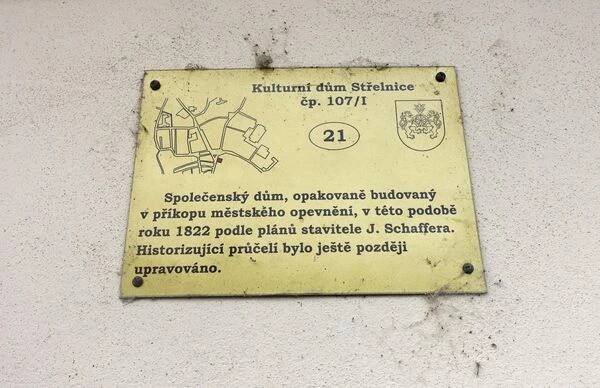 Kulturní dům Střelnice
čp. 107/I
21
Společenský dům, opakovaně budovaný
v příkopu městského opevnění, v této podobě
roku 1822 podle plánů stavitele J. Schaffera.
Historizující průčelí bylo ještě později
upravováno.